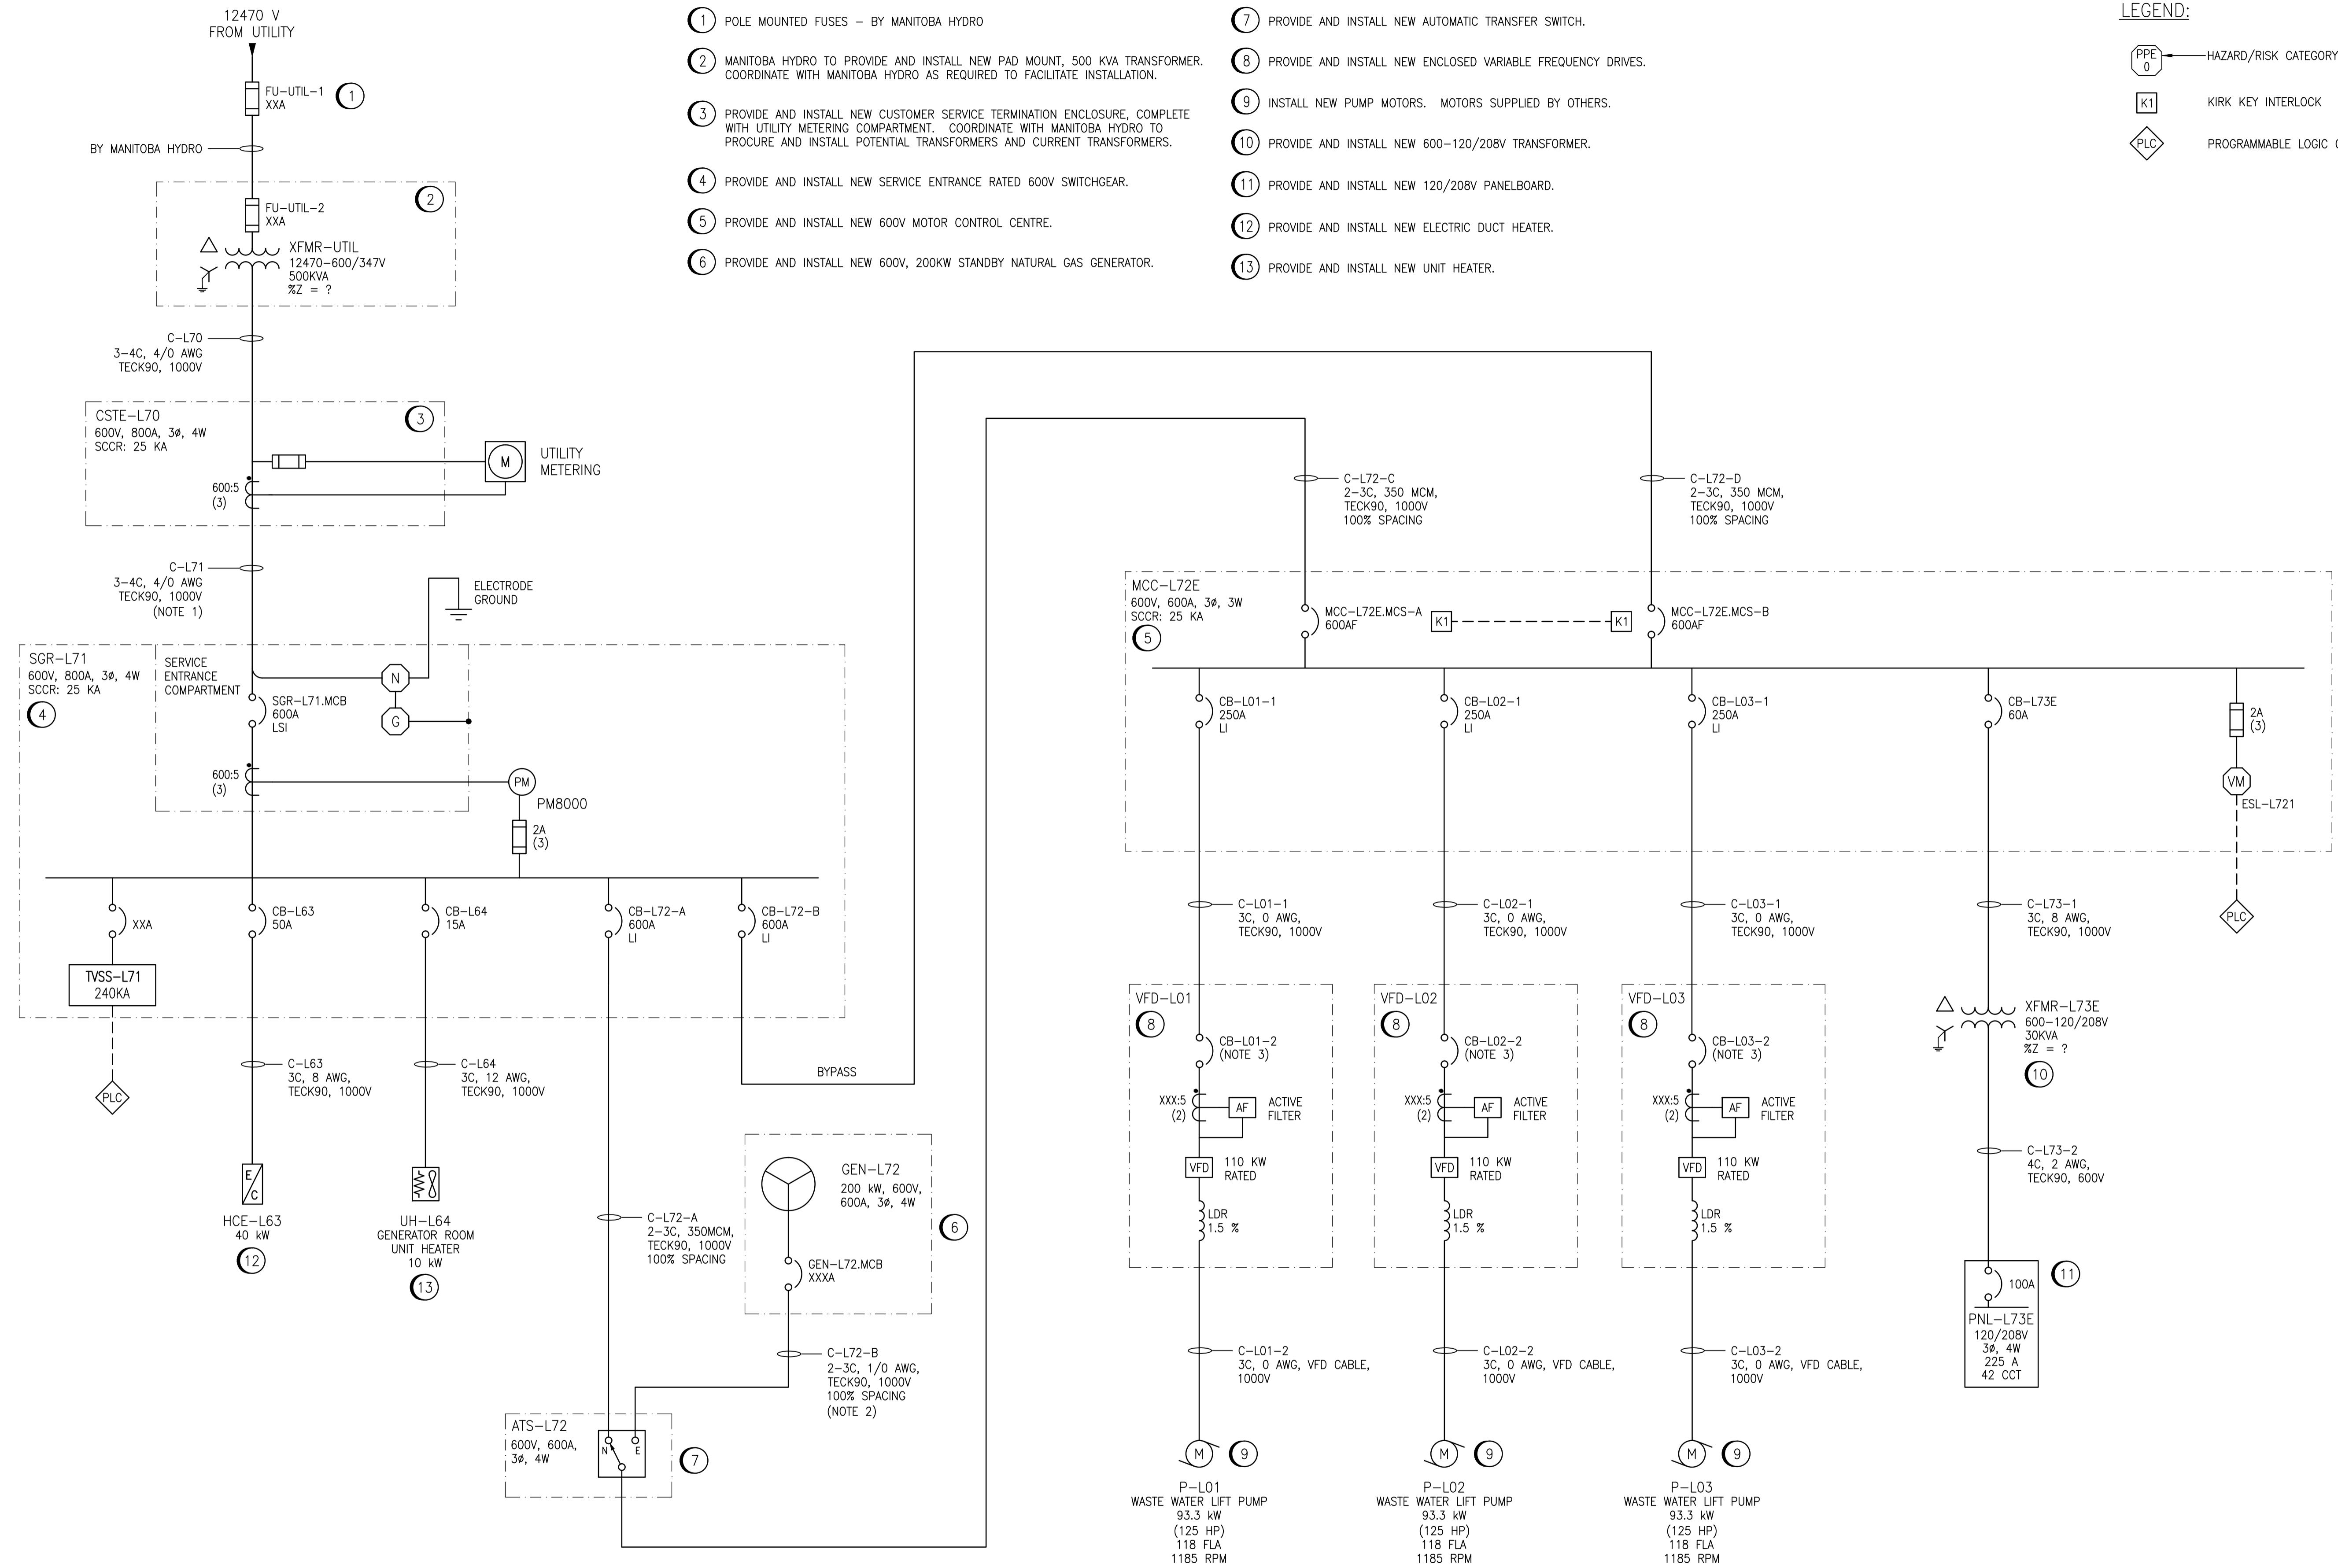 12470 V
FROM UTILITY
FU-UTIL-1
XXA
1
BY MANITOBA HYDRO
2
FU-UTIL-2
XXA
XFMR-UTIL
12470-600/347V
500KVA
%Z = ?
C-L70
3-4C, 4/0 AWG
TECK90, 1000V
CSTE-L70
600V, 800A, 3ø, 4W
SCCR: 25 KA
3
M
UTILITY
METERING
600:5
(3)
C-L71
3-4C, 4/0 AWG
TECK90, 1000V
(NOTE 1)
ELECTRODE
GROUND
SGR-L71
600V, 800A, 3ø, 4W
SCCR: 25 KA
4
SERVICE
ENTRANCE
COMPARTMENT
N
G
SGR-L71.MCB
600A
LSI
600:5
(3)
PM
PM8000
2A
(3)
XXA
TVSS-L71
240KA
PLC
CB-L63
50A
CB-L64
15A
CB-L72-A
600A
LI
CB-L72-B
600A
LI
C-L63
3C, 8 AWG,
TECK90, 1000V
C-L64
3C, 12 AWG,
TECK90, 1000V
BYPASS
E
C
HCE-L63
40 kW
12
UH-L64
GENERATOR ROOM
UNIT HEATER
10 kW
13
C-L72-A
2-3C, 350MCM,
TECK90, 1000V
100% SPACING
GEN-L72
200 kW, 600V,
600A, 3ø, 4W
6
GEN-L72.MCB
XXXA
C-L72-B
2-3C, 1/0 AWG,
TECK90, 1000V
100% SPACING
(NOTE 2)
ATS-L72
600V, 600A,
3ø, 4W
N E
7
1 POLE MOUNTED FUSES - BY MANITOBA HYDRO
2 MANITOBA HYDRO TO PROVIDE AND INSTALL NEW PAD MOUNT, 500 KVA TRANSFORMER.
COORDINATE WITH MANITOBA HYDRO AS REQUIRED TO FACILITATE INSTALLATION.
3 PROVIDE AND INSTALL NEW CUSTOMER SERVICE TERMINATION ENCLOSURE, COMPLETE
WITH UTILITY METERING COMPARTMENT. COORDINATE WITH MANITOBA HYDRO TO
PROCURE AND INSTALL POTENTIAL TRANSFORMERS AND CURRENT TRANSFORMERS.
4 PROVIDE AND INSTALL NEW SERVICE ENTRANCE RATED 600V SWITCHGEAR.
5 PROVIDE AND INSTALL NEW 600V MOTOR CONTROL CENTRE.
6 PROVIDE AND INSTALL NEW 600V, 200KW STANDBY NATURAL GAS GENERATOR.
7 PROVIDE AND INSTALL NEW AUTOMATIC TRANSFER SWITCH.
8 PROVIDE AND INSTALL NEW ENCLOSED VARIABLE FREQUENCY DRIVES.
9 INSTALL NEW PUMP MOTORS. MOTORS SUPPLIED BY OTHERS.
10 PROVIDE AND INSTALL NEW 600-120/208V TRANSFORMER.
11 PROVIDE AND INSTALL NEW 120/208V PANELBOARD.
12 PROVIDE AND INSTALL NEW ELECTRIC DUCT HEATER.
13 PROVIDE AND INSTALL NEW UNIT HEATER.
LEGEND:
PPE
0
HAZARD/RISK CATEGORY
K1 KIRK KEY INTERLOCK
PLC PROGRAMMABLE LOGIC
C-L72-C
2-3C, 350 MCM,
TECK90, 1000V
100% SPACING
C-L72-D
2-3C, 350 MCM,
TECK90, 1000V
100% SPACING
MCC-L72E
600V, 600A, 3ø, 3W
SCCR: 25 KA
5
MCC-L72E.MCS-A
600AF
K1
K1
MCC-L72E.MCS-B
600AF
CB-L01-1
250A
LI
CB-L02-1
250A
LI
CB-L03-1
250A
LI
CB-L73E
60A
2A
(3)
VM
ESL-L721
PLC
C-L01-1
3C, 0 AWG,
TECK90, 1000V
C-L02-1
3C, 0 AWG,
TECK90, 1000V
C-L03-1
3C, 0 AWG,
TECK90, 1000V
C-L73-1
3C, 8 AWG,
TECK90, 1000V
VFD-L01
8
CB-L01-2
(NOTE 3)
XXX:5
(2)
AF
ACTIVE
FILTER
VFD
110 KW
RATED
LDR
1.5 %
VFD-L02
8
CB-L02-2
(NOTE 3)
XXX:5
(2)
AF
ACTIVE
FILTER
VFD
110 KW
RATED
LDR
1.5 %
VFD-L03
8
CB-L03-2
(NOTE 3)
XXX:5
(2)
AF
ACTIVE
FILTER
VFD
110 KW
RATED
LDR
1.5 %
XFMR-L73E
600-120/208V
30KVA
%Z = ?
10
C-L73-2
4C, 2 AWG,
TECK90, 600V
100A
11
PNL-L73E
120/208V
3ø, 4W
225 A
42 CCT
C-L01-2
3C, 0 AWG, VFD CABLE,
1000V
C-L02-2
3C, 0 AWG, VFD CABLE,
1000V
C-L03-2
3C, 0 AWG, VFD CABLE,
1000V
M
9
P-L01
WASTE WATER LIFT PUMP
93.3 kW
(125 HP)
118 FLA
1185 RPM
M
9
P-L02
WASTE WATER LIFT PUMP
93.3 kW
(125 HP)
118 FLA
1185 RPM
M
9
P-L03
WASTE WATER LIFT PUMP
93.3 kW
(125 HP)
118 FLA
1185 RPM